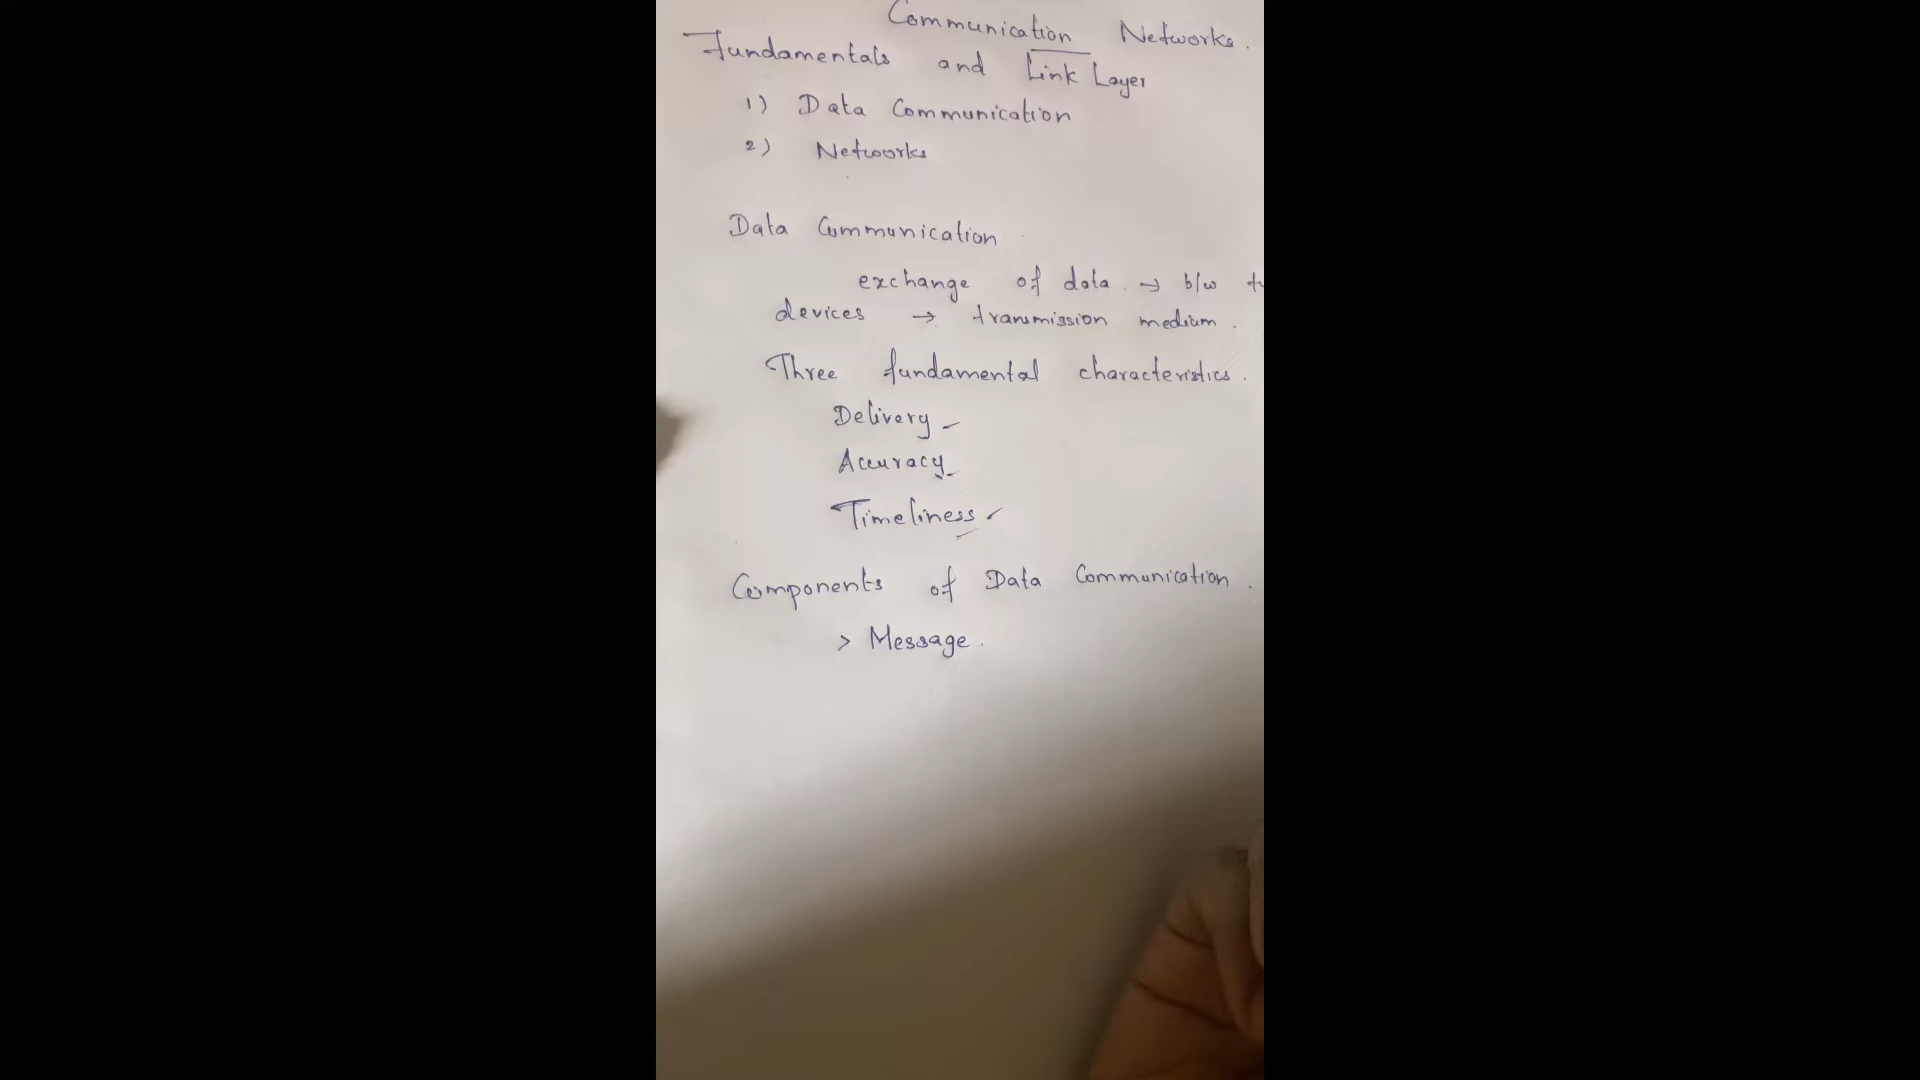 Communication Networks.
Fundamentals and Link Layer
1) Data Communication
2) Networks
Data Communication
exchange of data. → b/w
devices → transmission medium.
Three fundamental characteristics.
Delivery
Accuracy
Timeliness
Components of Data Communication.
> Message.